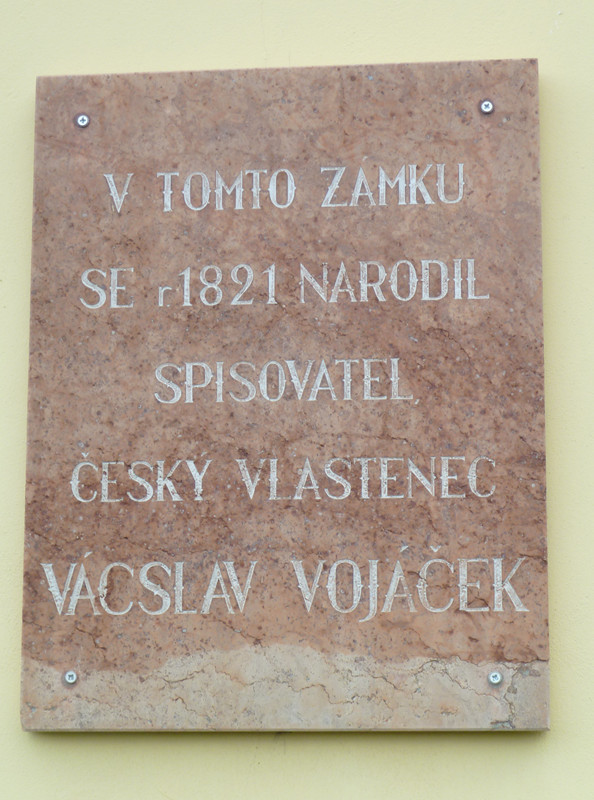 V TOMTO ZÁMKU
SE r 1821 NARODIL
SPISOVATEL,
ČESKÝ VLASTENEC
VÁCSLAV VOJÁČEK